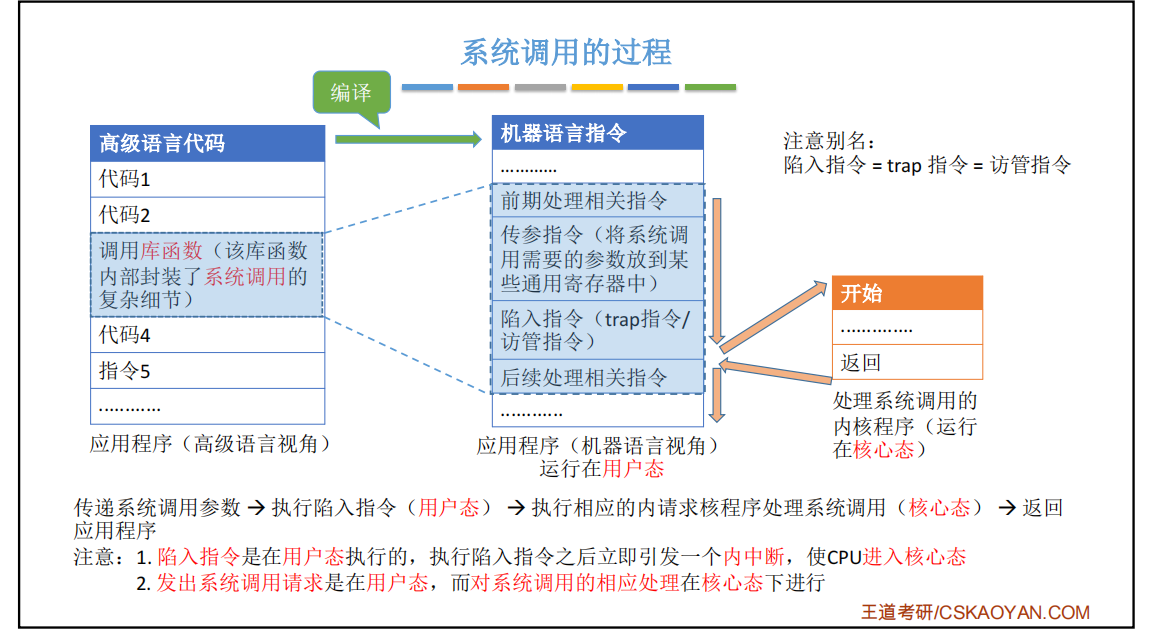 系统调用的过程
编译
高级语言代码
代码1
代码2
调用库函数（该库函数
内部封装了系统调用的
复杂细节）
代码4
指令5
............
应用程序（高级语言视角）
机器语言指令
............
前期处理相关指令
传参指令（将系统调
用需要的参数放到某
些通用寄存器中）
陷入指令（trap指令/
访管指令）
后续处理相关指令
............
应用程序（机器语言视角）
运行在用户态
注意别名：
陷入指令 = trap 指令 = 访管指令
开始
..............
返回
处理系统调用的
内核程序（运行
在核心态）
传递系统调用参数 → 执行陷入指令（用户态） → 执行相应的内请求核程序处理系统调用（核心态） → 返回
应用程序
注意：1. 陷入指令是在用户态执行的，执行陷入指令之后立即引发一个内中断，使CPU进入核心态
2. 发出系统调用请求是在用户态，而对系统调用的相应处理在核心态下进行
王道考研/CSKAOYAN.COM